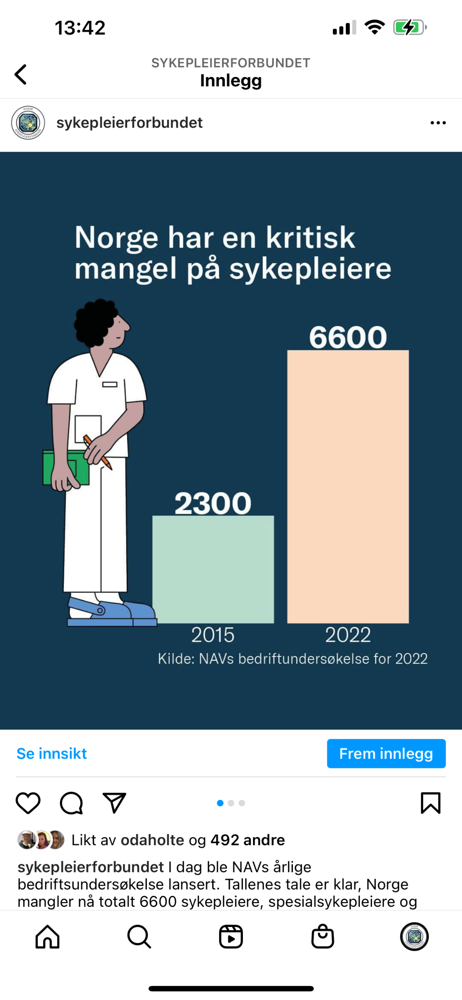 13:42
SYKEPLEIERFORBUNDET
Innlegg
NORSK
SYKEPLEIERFORBUND
sykepleierforbundet
Norge har en kritisk
mangel på sykepleiere
6600
2300
2015
2022
Kilde: NAVs bedriftundersøkelse for 2022
Se innsikt
Frem innlegg
Likt av odaholte og 492 andre
sykepleierforbundet I dag ble NAVs årlige
bedriftsundersøkelse lansert. Tallenes tale er klar, Norge
mangler nå totalt 6600 sykepleiere, spesialsykepleiere og